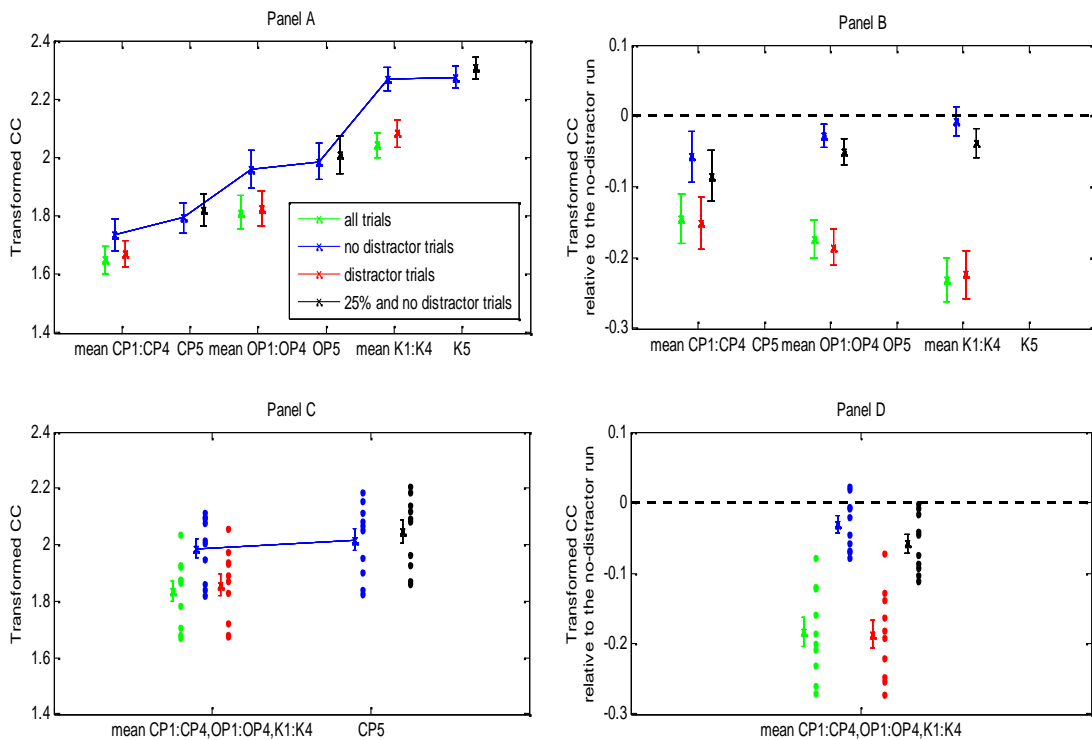 Panel A
2.4
2.2
2
1.8
1.6
1.4
Transformed CC
mean CP1:CP4 CP5 mean OP1:OP4 OP5 mean K1:K4 K5
all trials
no distractor trials
distractor trials
25% and no distractor trials
Panel B
0.1
0
-0.1
-0.2
-0.3
Transformed CC
relative to the no-distractor run
mean CP1:CP4 CP5 mean OP1:OP4 OP5 mean K1:K4 K5
Panel C
2.4
2.2
2
1.8
1.6
1.4
Transformed CC
mean CP1:CP4,OP1:OP4,K1:K4 CP5
Panel D
0.1
0
-0.1
-0.2
-0.3
Transformed CC
relative to the no-distractor run
mean CP1:CP4,OP1:OP4,K1:K4